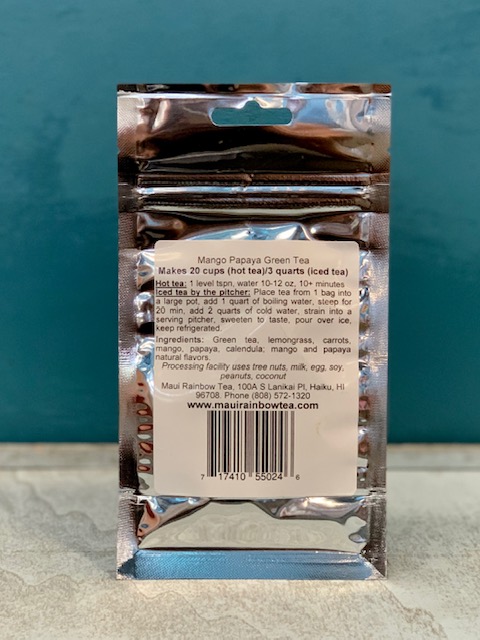 Mango Papaya Green Tea
Makes 20 cups (hot tea)/3 quarts (iced tea)
Hot tea: 1 level tspn, water 10-12 oz, 10+ minutes
Iced tea by the pitcher: Place tea from 1 bag into
a large pot, add 1 quart of boiling water, steep for
20 min, add 2 quarts of cold water, strain into a
serving pitcher, sweeten to taste, pour over ice,
keep refrigerated.
Ingredients: Green tea, lemongrass, carrots,
mango, papaya, calendula; mango and papaya
natural flavors.
Processing facility uses tree nuts, milk, egg, soy,
peanuts, coconut
Maui Rainbow Tea, 100A S Lanikai Pl, Haiku, HI
96708. Phone (808) 572-1320
www.mauirainbowtea.com
7 17410 55024 6